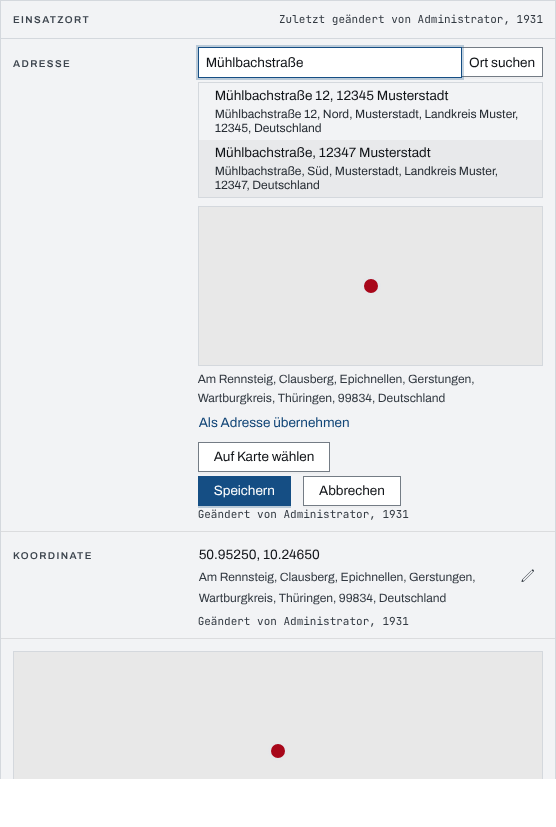 EINSATZORT
Zuletzt geändert von Administrator, 1931
ADRESSE
Mühlbachstraße
Ort suchen
Mühlbachstraße 12, 12345 Musterstadt
Mühlbachstraße 12, Nord, Musterstadt, Landkreis Muster,
12345, Deutschland
Mühlbachstraße, 12347 Musterstadt
Mühlbachstraße, Süd, Musterstadt, Landkreis Muster,
12347, Deutschland
Am Rennsteig, Clausberg, Epichnellen, Gerstungen,
Wartburgkreis, Thüringen, 99834, Deutschland
Als Adresse übernehmen
Auf Karte wählen
Speichern
Abbrechen
Geändert von Administrator, 1931
KOORDINATE
50.95250, 10.24650
Am Rennsteig, Clausberg, Epichnellen, Gerstungen,
Wartburgkreis, Thüringen, 99834, Deutschland
Geändert von Administrator, 1931